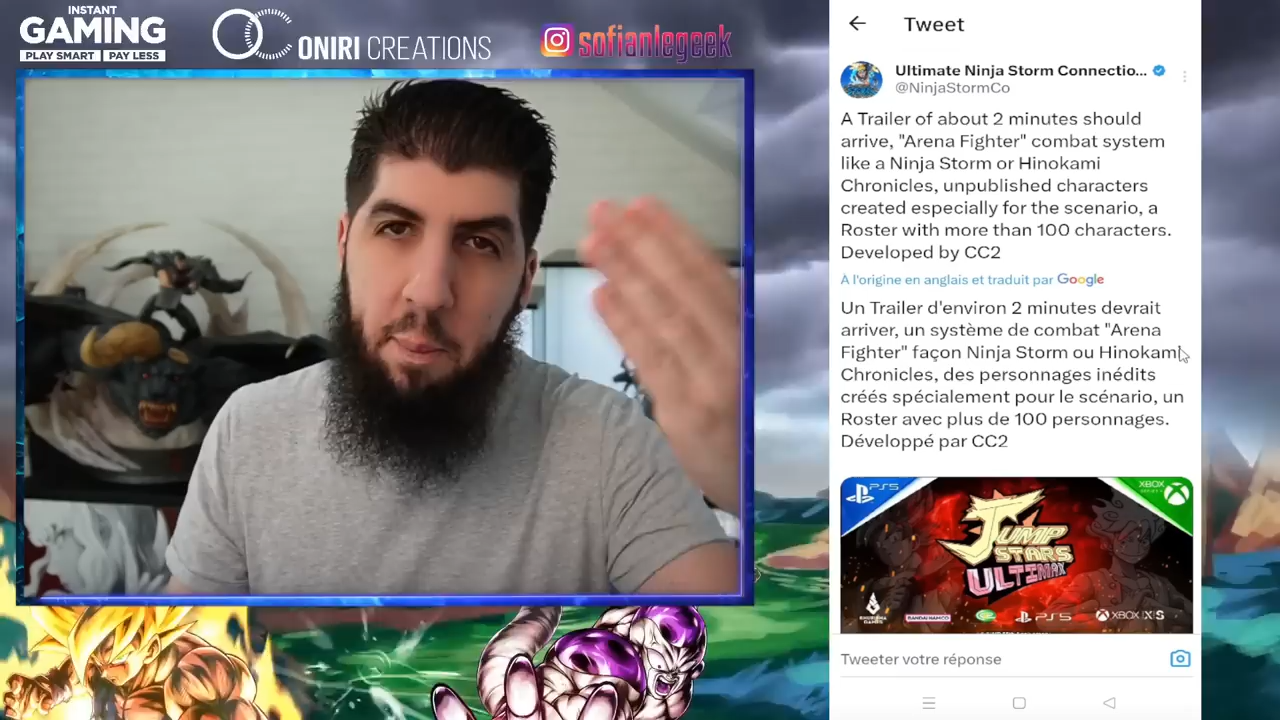 INSTANT
GAMING
PLAY SMART PAY LESS
OC ONIRI CREATIONS
sofianlegeek
Tweet
Ultimate Ninja Storm Connectio...
@NinjaStormCo
A Trailer of about 2 minutes should
arrive, "Arena Fighter" combat system
like a Ninja Storm or Hinokami
Chronicles, unpublished characters
created especially for the scenario, a
Roster with more than 100 characters.
Developed by CC2
À l'origine en anglais et traduit par Google
Un Trailer d'environ 2 minutes devrait
arriver, un système de combat "Arena
Fighter" façon Ninja Storm ou Hinokami
Chronicles, des personnages inédits
créés spécialement pour le scénario, un
Roster avec plus de 100 personnages.
Développé par CC2
PS5
XBOX
JUMP
STARS
ULTIMAX
BANDAI NAMCO
PS5
XBOX
Tweeter votre réponse